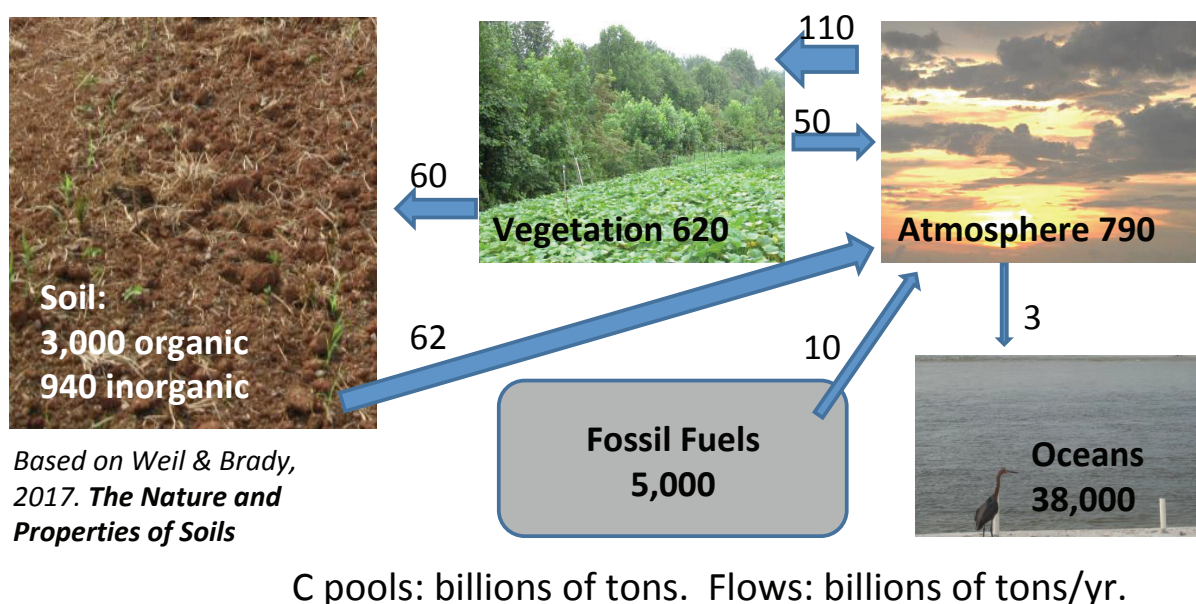 110
50
60
Vegetation 620
Atmosphere 790
Soil:
3,000 organic
940 inorganic
62
10
3
Fossil Fuels
5,000
Oceans
38,000
Based on Weil & Brady,
2017. The Nature and
Properties of Soils
C pools: billions of tons.  Flows: billions of tons/yr.